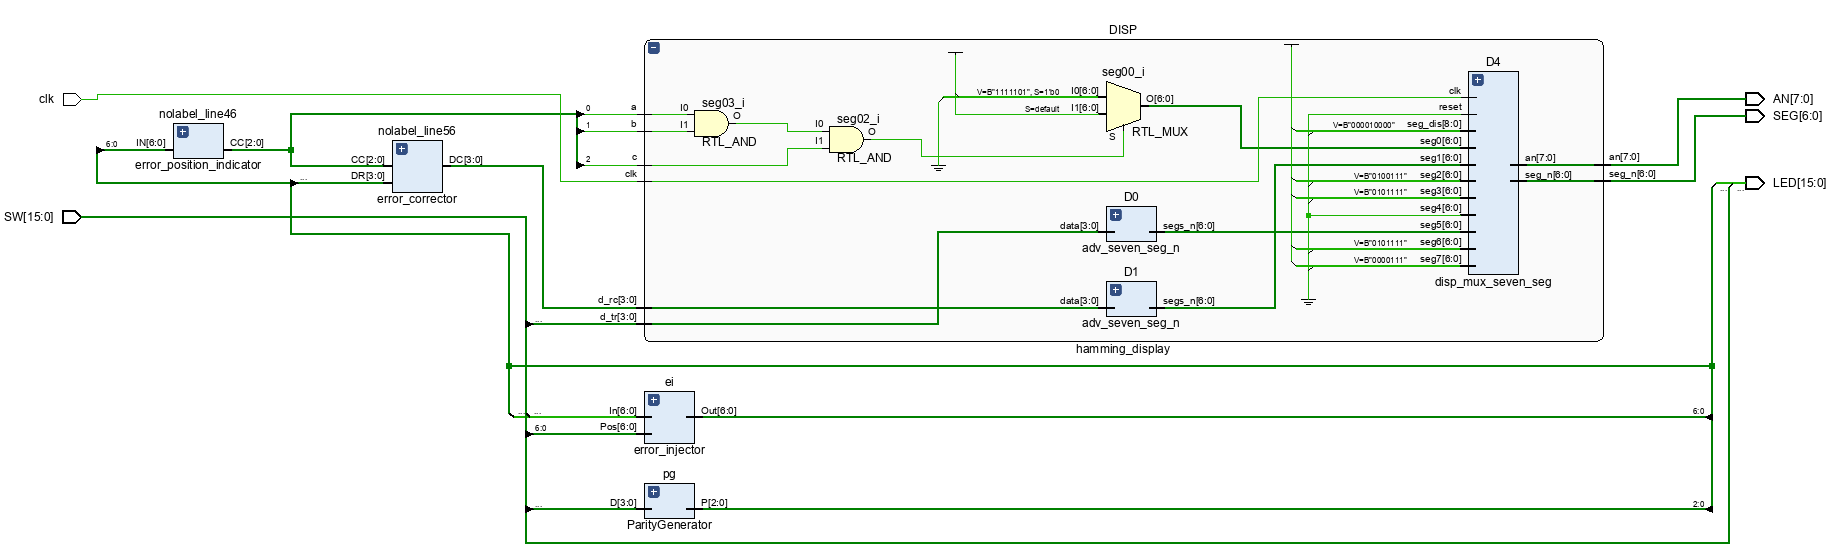 DISP
clk
nolabel_line46
6:0
IN[6:0]
CC[2:0]
error_position_indicator
nolabel_line56
CC[2:0]
DC[3:0]
...
DR[3:0]
error_corrector
SW[15:0]
0
a
1
b
2
c
clk
seg03_i
I0
I1
O
RTL_AND
seg02_i
I0
I1
O
RTL_AND
seg00_i
V=B"1111101", S=1'b0
I0[6:0]
S=default
I1[6:0]
O[6:0]
S
RTL_MUX
D4
clk
reset
V=B"000010000"
seg_dis[8:0]
seg0[6:0]
seg1[6:0]
V=B"0100111"
seg2[6:0]
V=B"0101111"
seg3[6:0]
seg4[6:0]
seg5[6:0]
V=B"0101111"
seg6[6:0]
V=B"0000111"
seg7[6:0]
an[7:0]
seg_n[6:0]
disp_mux_seven_seg
an[7:0]
seg_n[6:0]
AN[7:0]
SEG[6:0]
LED[15:0]
... ...
D0
data[3:0]
segs_n[6:0]
adv_seven_seg_n
D1
data[3:0]
segs_n[6:0]
adv_seven_seg_n
d_rc[3:0]
...
d_tr[3:0]
hamming_display
ei
... ...
In[6:0]
Out[6:0]
6:0
6:0
Pos[6:0]
error_injector
pg
...
D[3:0]
P[2:0]
2:0
ParityGenerator